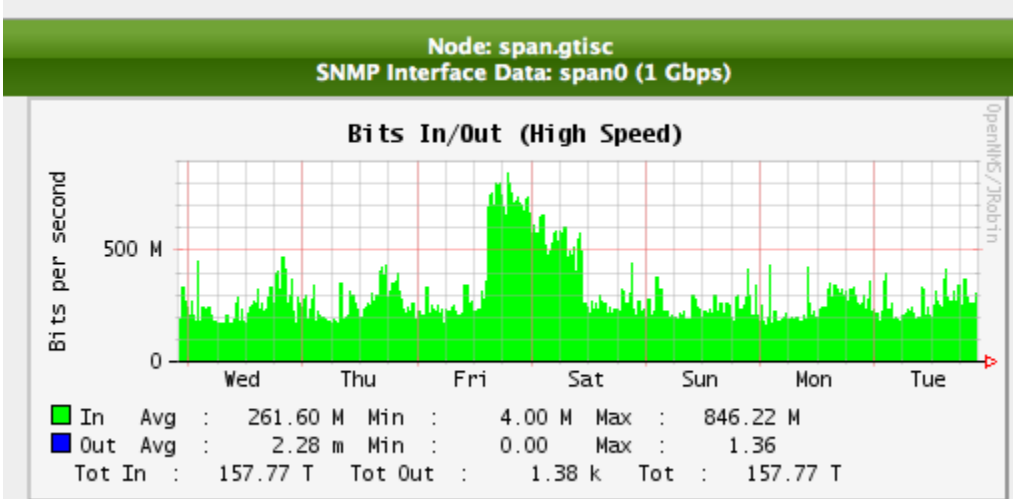 Node: span.gtisc
SNMP Interface Data: span0 (1 Gbps)
Bits In/Out (High Speed)
OpenNMS/JRobin
Bits per second
500 M
0
Wed Thu Fri Sat Sun Mon Tue
In Avg : 261.60 M Min : 4.00 M Max : 846.22 M
Out Avg : 2.28 m Min : 0.00 Max : 1.36
Tot In : 157.77 T Tot Out : 1.38 k Tot : 157.77 T